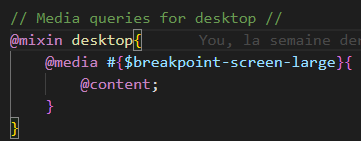 // Media queries for desktop //
@mixin desktop{ You, la semaine der
@media #{$breakpoint-screen-large}{
@content;
}
}